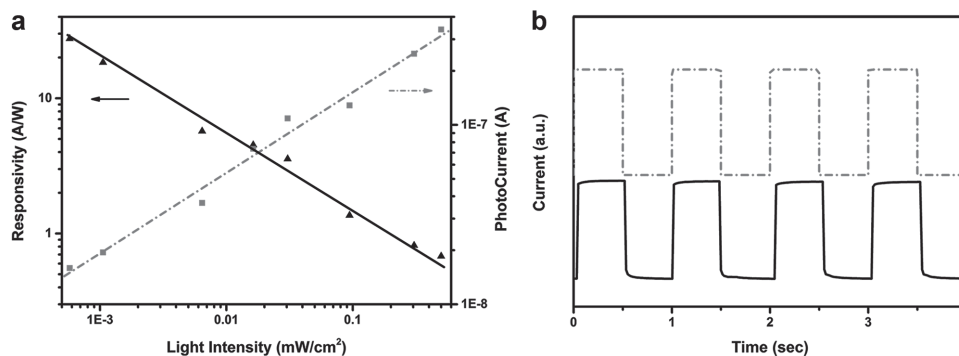 a
Responsivity (A/W)
10
1
1E-3
0.01
0.1
Light Intensity (mW/cm²)
1E-7
1E-8
PhotoCurrent (A)
b
Current (a.u.)
0
1
2
3
Time (sec)